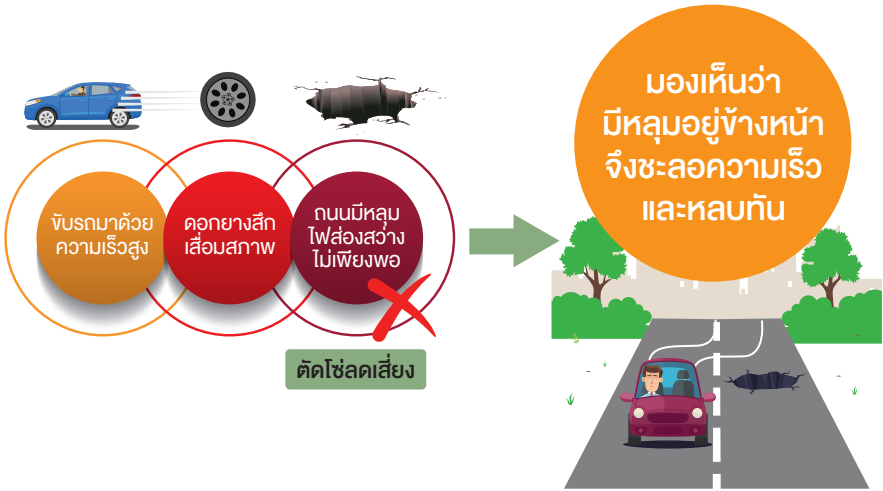 ขับรถมาด้วย
ความเร็วสูง
ดอกยางสึก
เสื่อมสภาพ
ถนนมีหลุม
ไฟส่องสว่าง
ไม่เพียงพอ
ตัดโซ่ลดเสี่ยง
มองเห็นว่า
มีหลุมอยู่ข้างหน้า
จึงชะลอความเร็ว
และหลบทัน